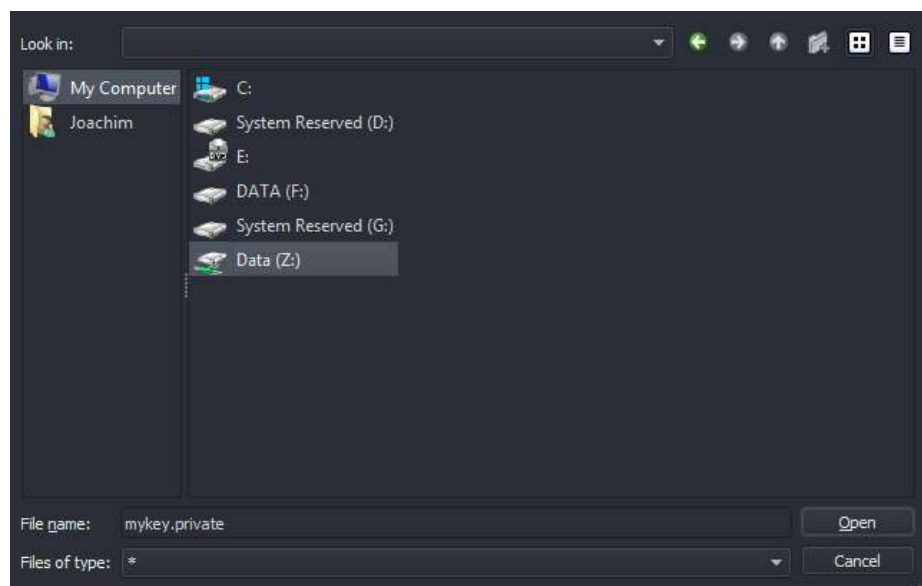 Look in:
My Computer
Joachim
C:
System Reserved (D:)
E:
DATA (F:)
System Reserved (G:)
Data (Z:)
File name: mykey.private
Open
Files of type: *
Cancel